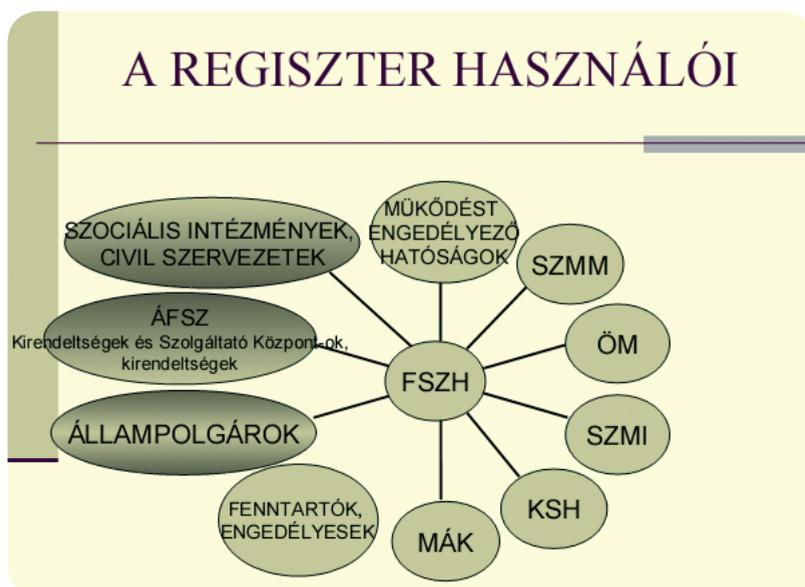 A REGISZTER HASZNÁLÓI
SZOCIÁLIS INTÉZMÉNYEK,
CIVIL SZERVEZETEK
MÜKŐDÉST
ENGEDÉLYEZŐ
HATÓSÁGOK
SZMM
ÁFSZ
Kirendeltségek és Szolgáltató Központ-ok,
kirendeltségek
ÖM
FSZH
ÁLLAMPOLGÁROK
SZMI
FENNTARTÓK,
ENGEDÉLYESEK
MÁK
KSH